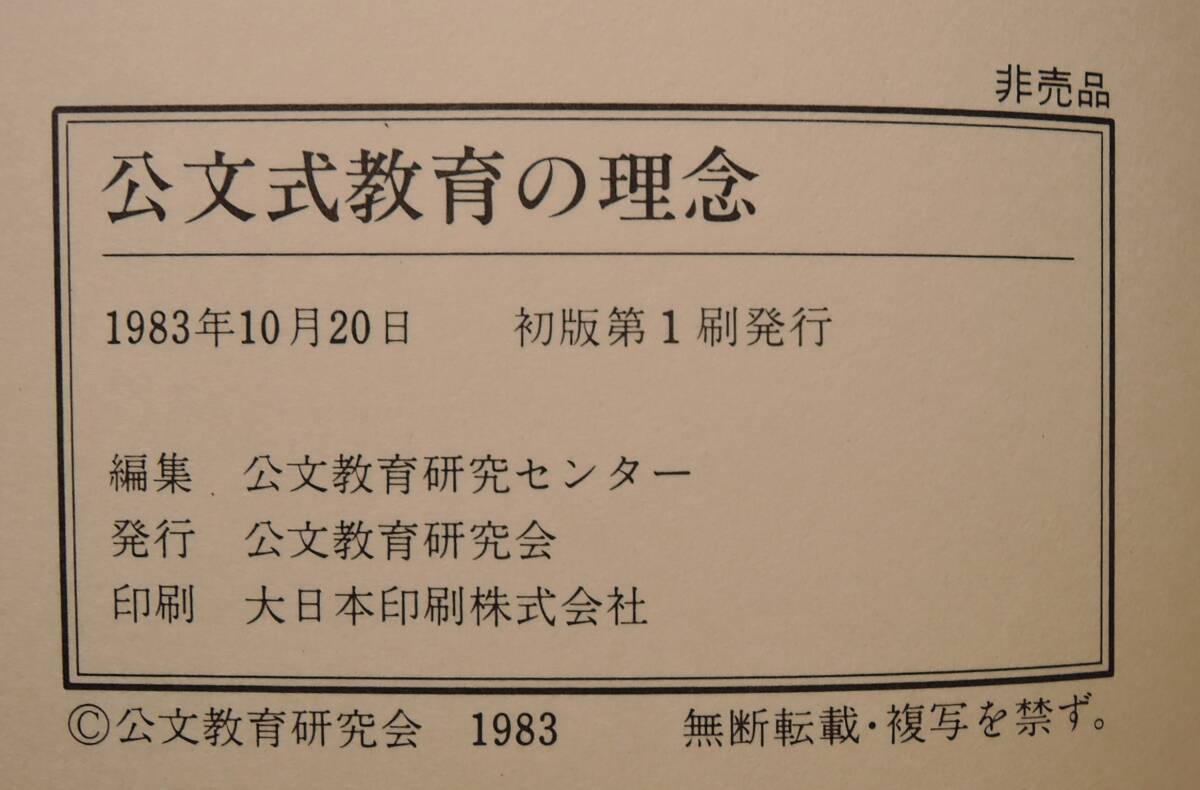 非売品
公文式教育の理念
1983年10月20日 初版第1刷発行
編集 公文教育研究センター
発行 公文教育研究会
印刷 大日本印刷株式会社
©公文教育研究会 1983 無断転載・複写を禁ず。